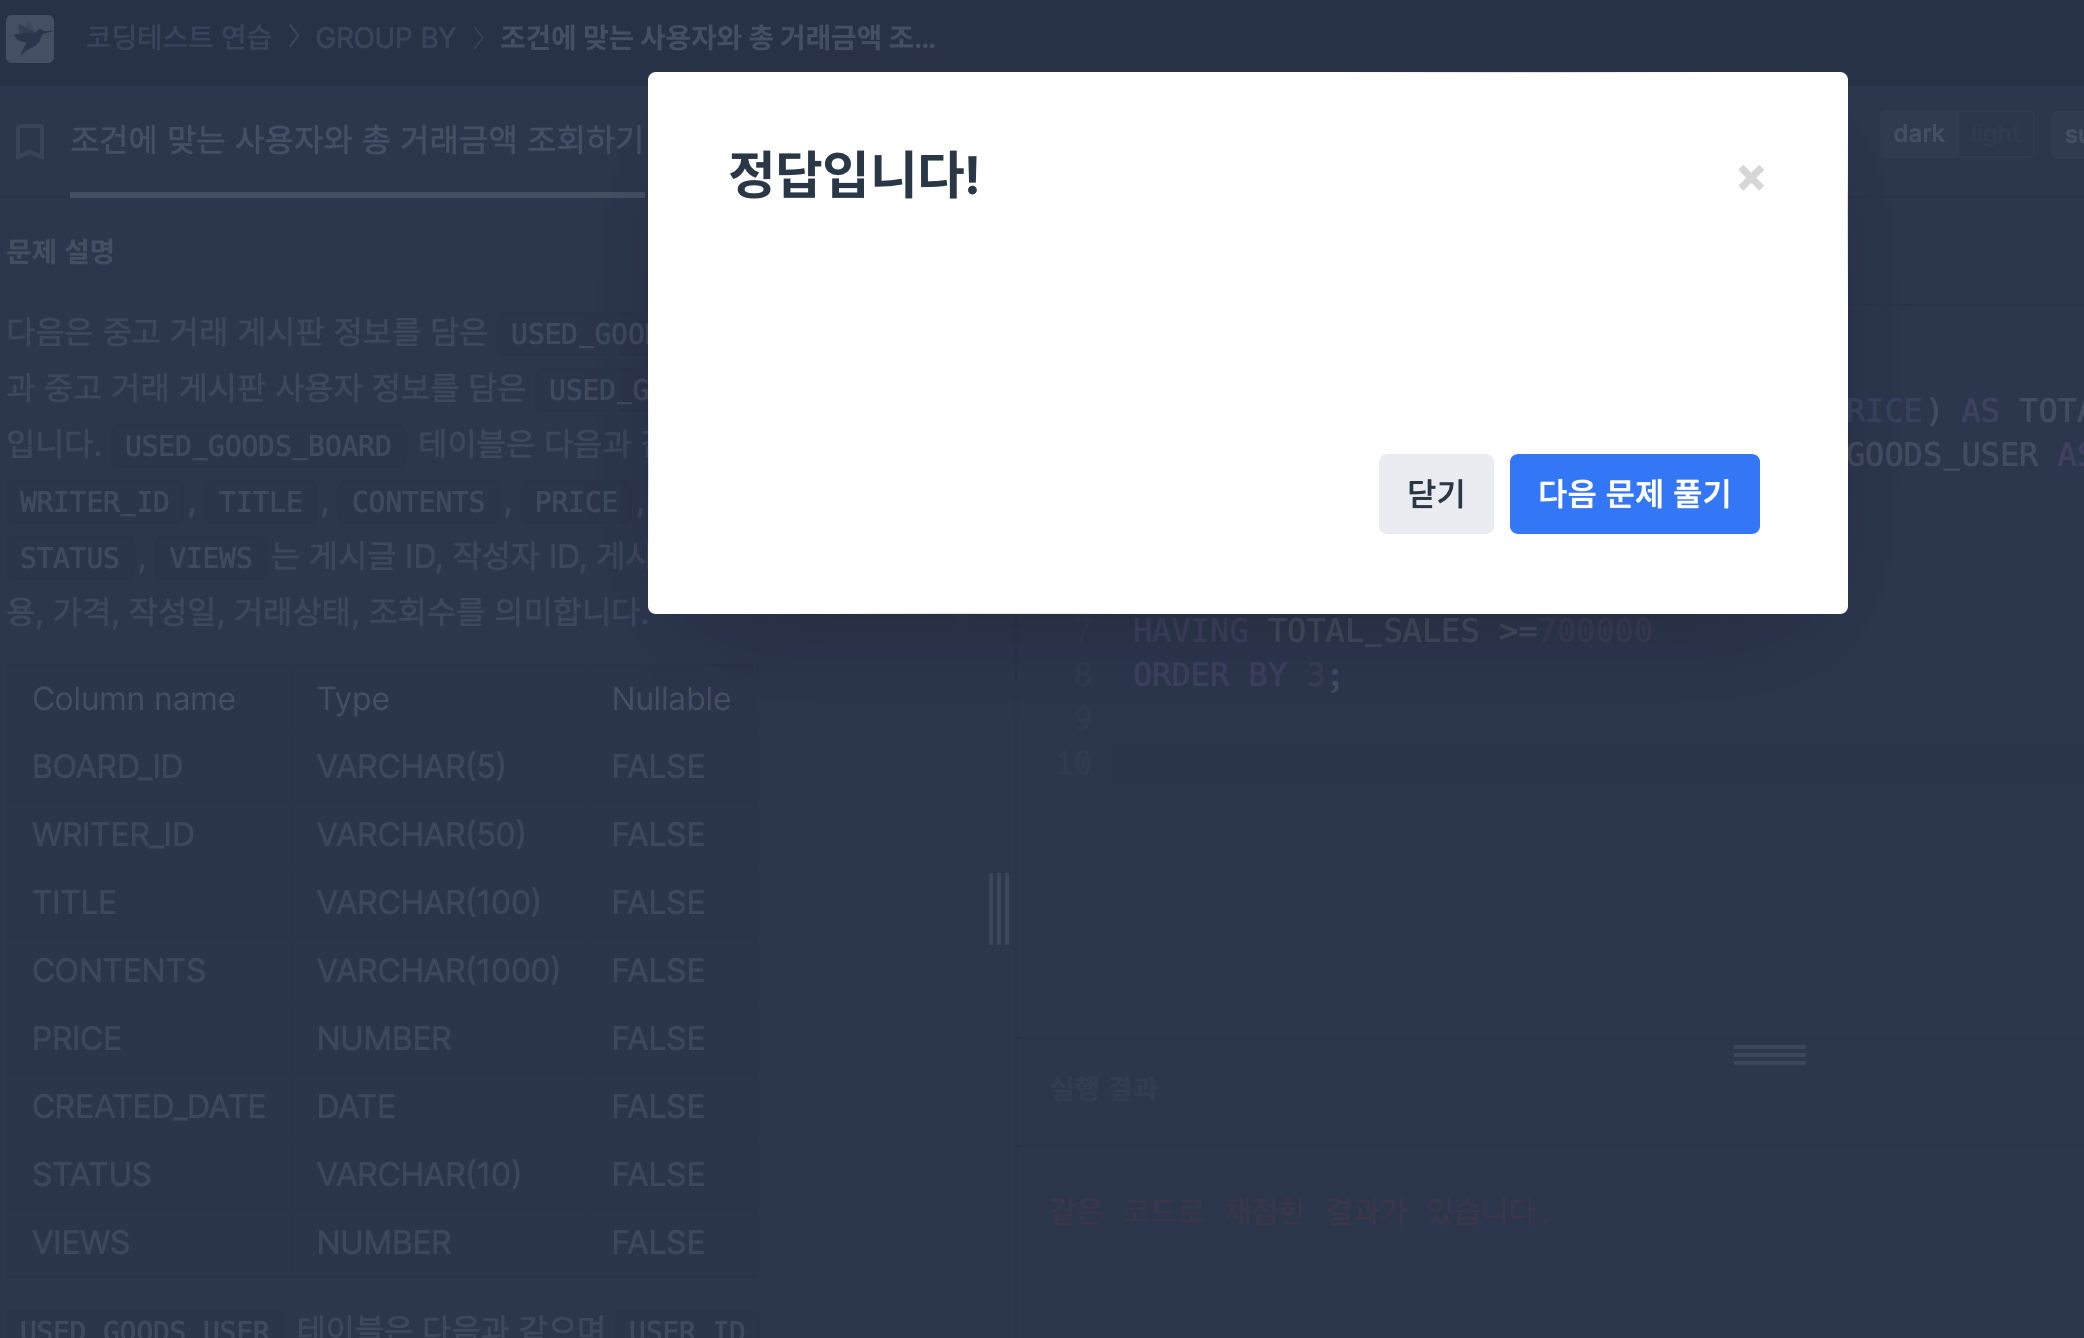 코딩테스트 연습 > GROUP BY > 조건에 맞는 사용자와 총 거래금액 조...
조건에 맞는 사용자와 총 거래금액 조회하기
dark light
정답입니다!
×
닫기
다음 문제 풀기
문제 설명
다음은 중고 거래 게시판 정보를 담은 USED_GOO
과 중고 거래 게시판 사용자 정보를 담은 USED_G
입니다. USED_GOODS_BOARD 테이블은 다음과
WRITER_ID , TITLE , CONTENTS , PRICE ,
STATUS , VIEWS 는 게시글 ID, 작성자 ID, 게시
용, 가격, 작성일, 거래상태, 조회수를 의미합니다.
Column name Type Nullable
BOARD_ID VARCHAR(5) FALSE
WRITER_ID VARCHAR(50) FALSE
TITLE VARCHAR(100) FALSE
CONTENTS VARCHAR(1000) FALSE
PRICE NUMBER FALSE
CREATED_DATE DATE FALSE
STATUS VARCHAR(10) FALSE
VIEWS NUMBER FALSE
USED_GOODS_USER 테이블은 다음과 같으며 USER_ID
RICE) AS TOTA
GOODS_USER AS
7 HAVING TOTAL_SALES >=700000
8 ORDER BY 3;
9
10
실행 결과
같은 코드로 채점한 결과가 있습니다.